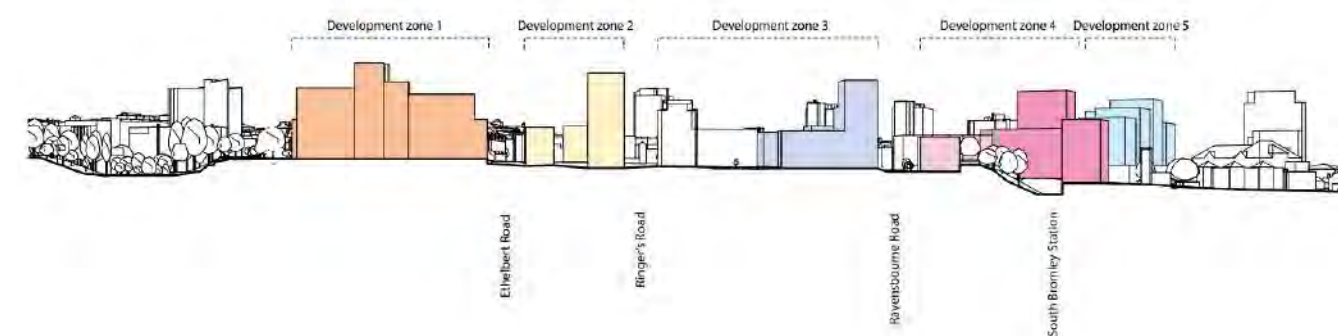 Development zone 1
Development zone 2
Development zone 3
Development zone 4
Development zone 5
Ethelbert Road
Ringer's Road
Ravensbourne Road
South Bromley Station